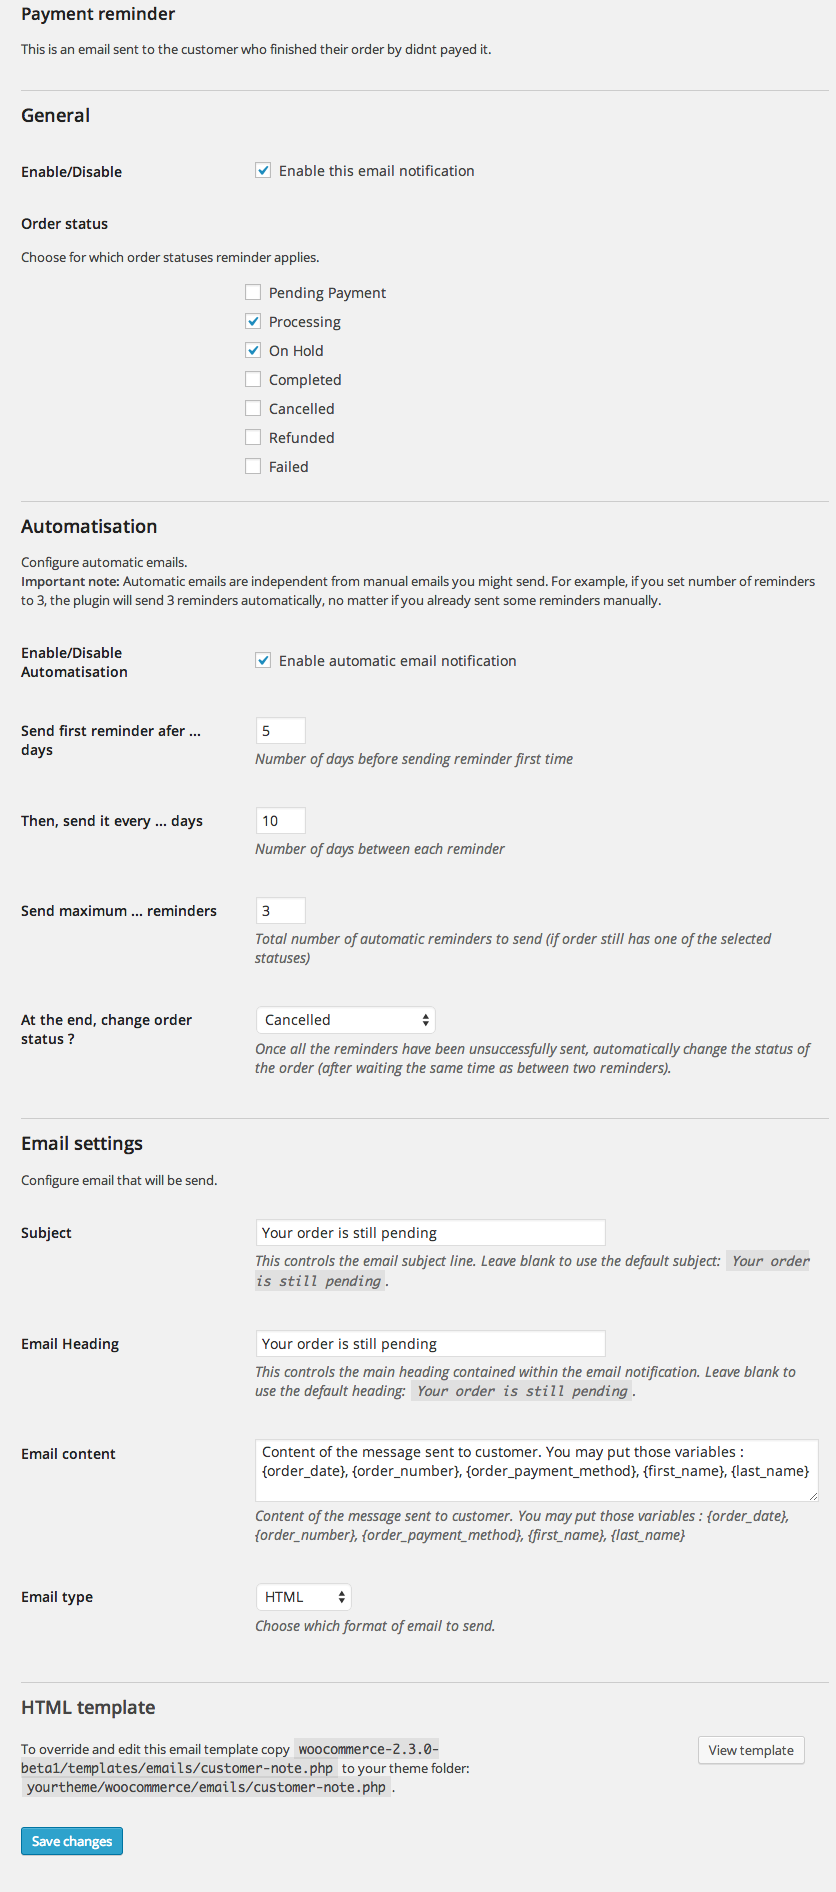 Payment reminder
This is an email sent to the customer who finished their order by didnt payed it.
General
Enable/Disable
Enable this email notification
Order status
Choose for which order statuses reminder applies.
Pending Payment
Processing
On Hold
Completed
Cancelled
Refunded
Failed
Automatisation
Configure automatic emails.
Important note: Automatic emails are independent from manual emails you might send. For example, if you set number of reminders
to 3, the plugin will send 3 reminders automatically, no matter if you already sent some reminders manually.
Enable/Disable
Automatisation
Enable automatic email notification
Send first reminder afer ...
days
5
Number of days before sending reminder first time
Then, send it every ... days
10
Number of days between each reminder
Send maximum ... reminders
3
Total number of automatic reminders to send (if order still has one of the selected
statuses)
At the end, change order
status ?
Cancelled
Once all the reminders have been unsuccessfully sent, automatically change the status of
the order (after waiting the same time as between two reminders).
Email settings
Configure email that will be send.
Subject
Your order is still pending
This controls the email subject line. Leave blank to use the default subject: Your order
is still pending.
Email Heading
Your order is still pending
This controls the main heading contained within the email notification. Leave blank to
use the default heading: Your order is still pending.
Email content
Content of the message sent to customer. You may put those variables :
{order_date}, {order_number}, {order_payment_method}, {first_name}, {last_name}
Content of the message sent to customer. You may put those variables : {order_date},
{order_number}, {order_payment_method}, {first_name}, {last_name}
Email type
HTML
Choose which format of email to send.
HTML template
To override and edit this email template copy woocommerce-2.3.0-
beta1/templates/emails/customer-note.php to your theme folder:
yourtheme/woocommerce/emails/customer-note.php.
View template
Save changes